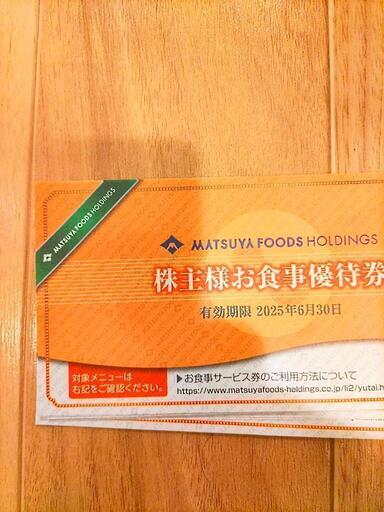 MATSUYA FOODS HOLDINGS
MATSUYA FOODS HOLDINGS
株主様お食事優待券
有効期限 2025年6月30日
対象メニューは
右記をご確認ください。
▶お食事サービス券のご利用方法について
https://www.matsuyafoods-holdings.co.jp/li2/yutai.h